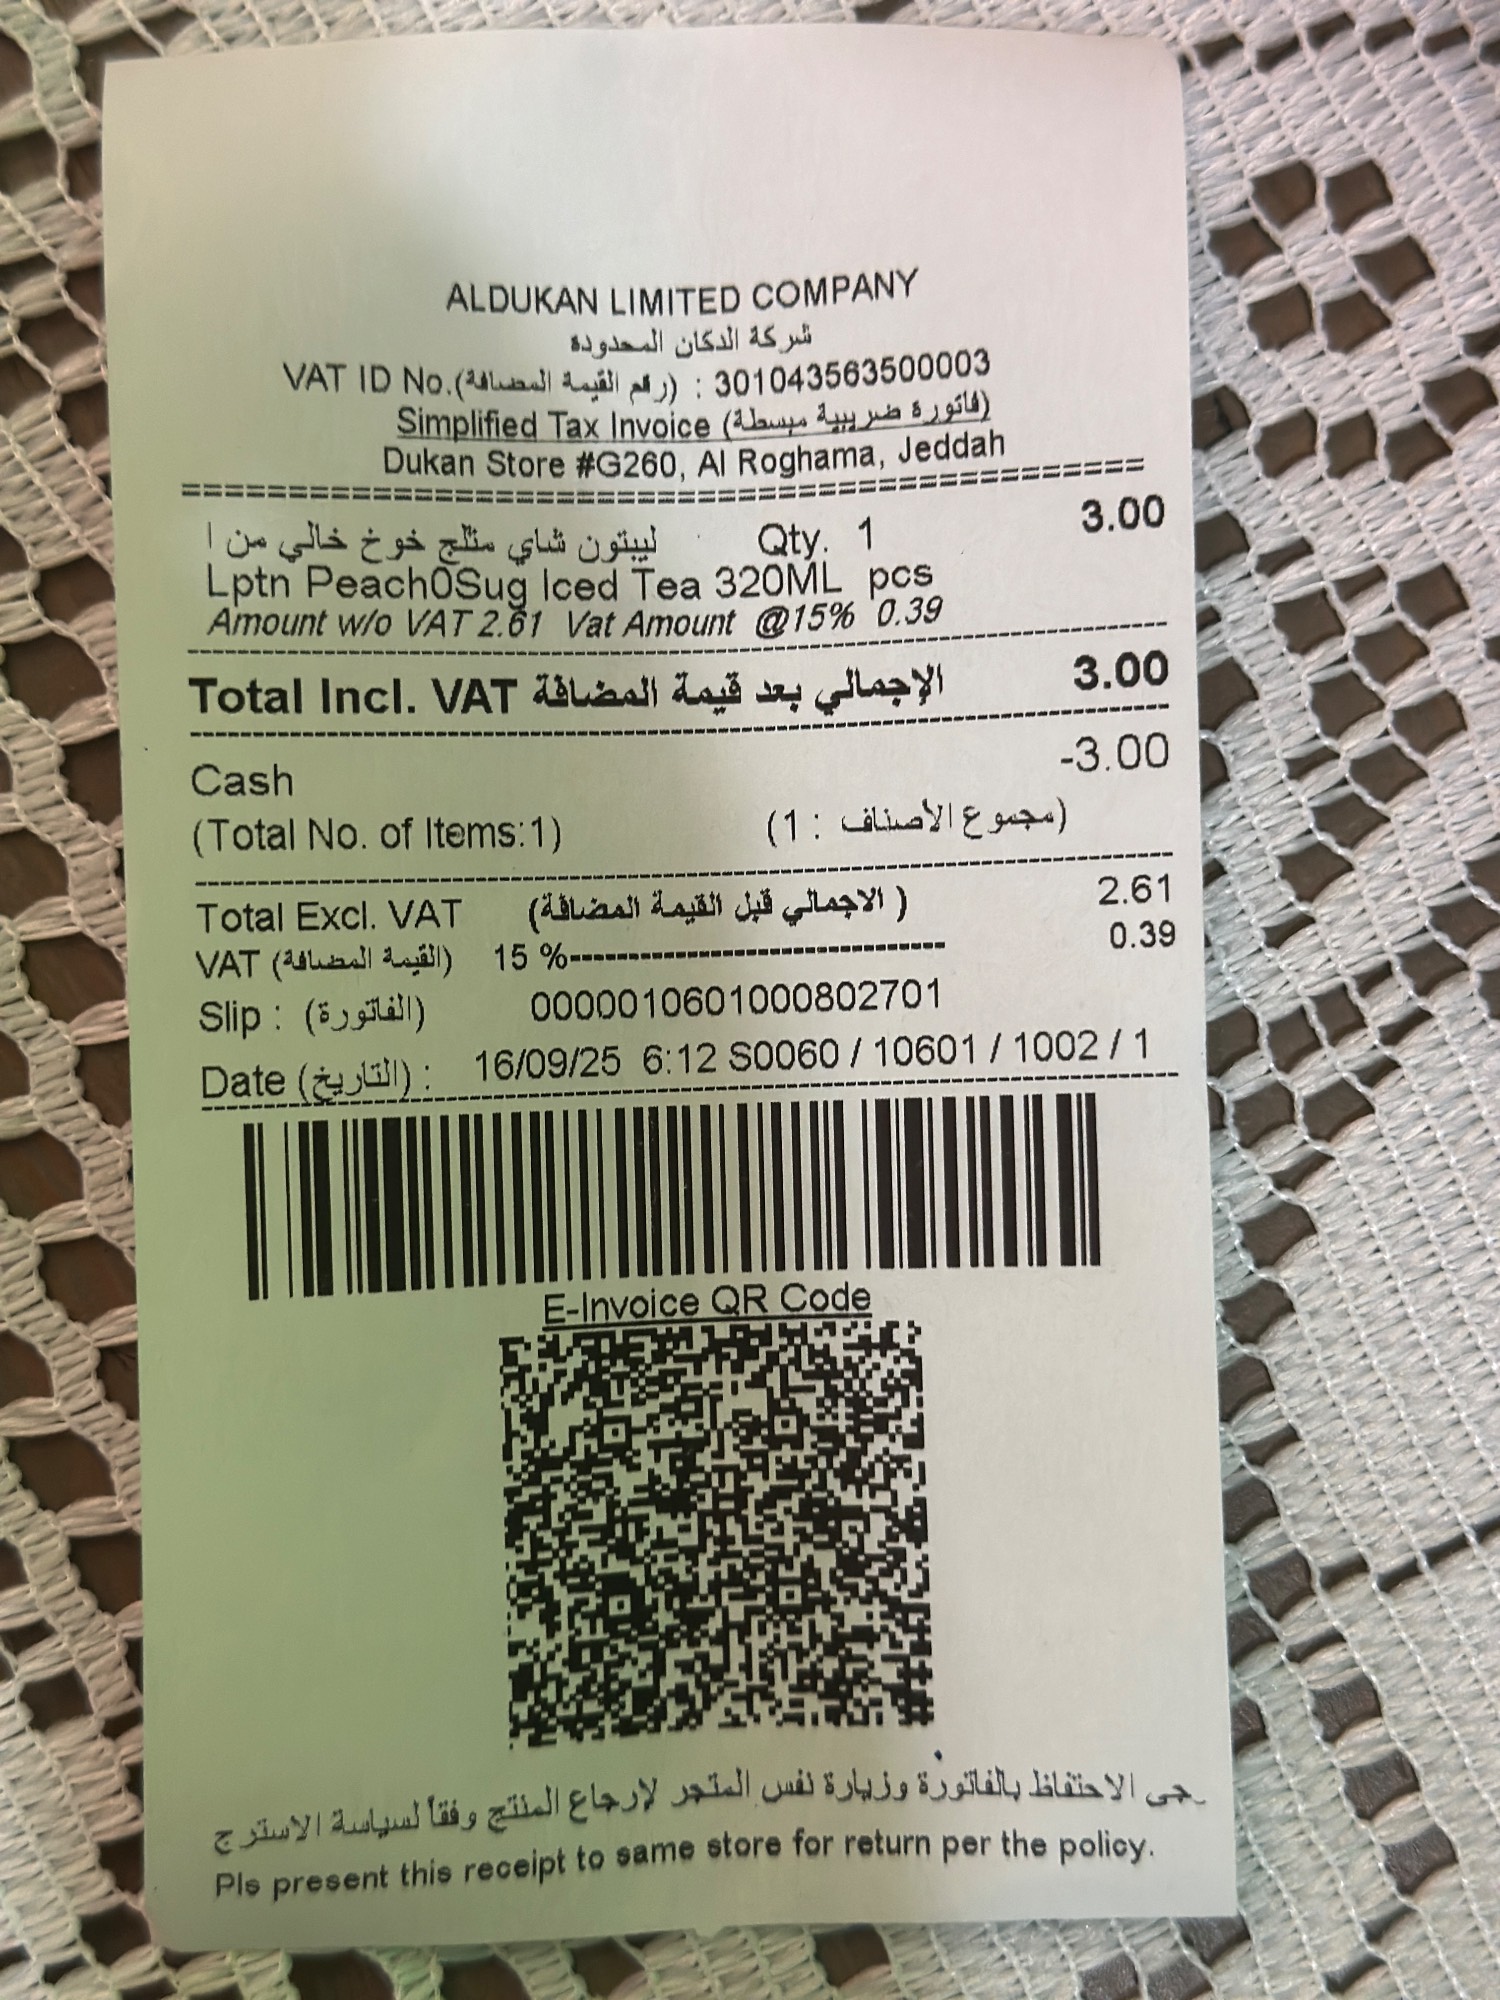 ALDUKAN LIMITED COMPANY
شركة الدكان المحدودة
VAT ID No.(رقم القيمة المضافة) : 301043563500003
Simplified Tax Invoice (فاتورة ضريبية مبسطة)
Dukan Store #G260, Al Roghama, Jeddah
===========================================
ليبتون شاي مثلج خوخ خالي من ا Qty. 1 3.00
Lptn Peach0Sug Iced Tea 320ML pcs
Amount w/o VAT 2.61 Vat Amount @15% 0.39
Total Incl. VAT الإجمالي بعد قيمة المضافة 3.00
Cash -3.00
(Total No. of Items:1) (مجموع الأصناف : 1)
Total Excl. VAT (الاجمالي قبل القيمة المضافة ) 2.61
VAT (القيمة المضافة) 15 %-------------------------------- 0.39
Slip : (الفاتورة) 0000010601000802701
Date (التاريخ) : 16/09/25 6:12 S0060 / 10601 / 1002 / 1
E-Invoice QR Code
رجى الاحتفاظ بالفاتورة وزيارة نفس المتجر لإرجاع المنتج وفقاً لسياسة الاسترج
Pls present this receipt to same store for return per the policy.